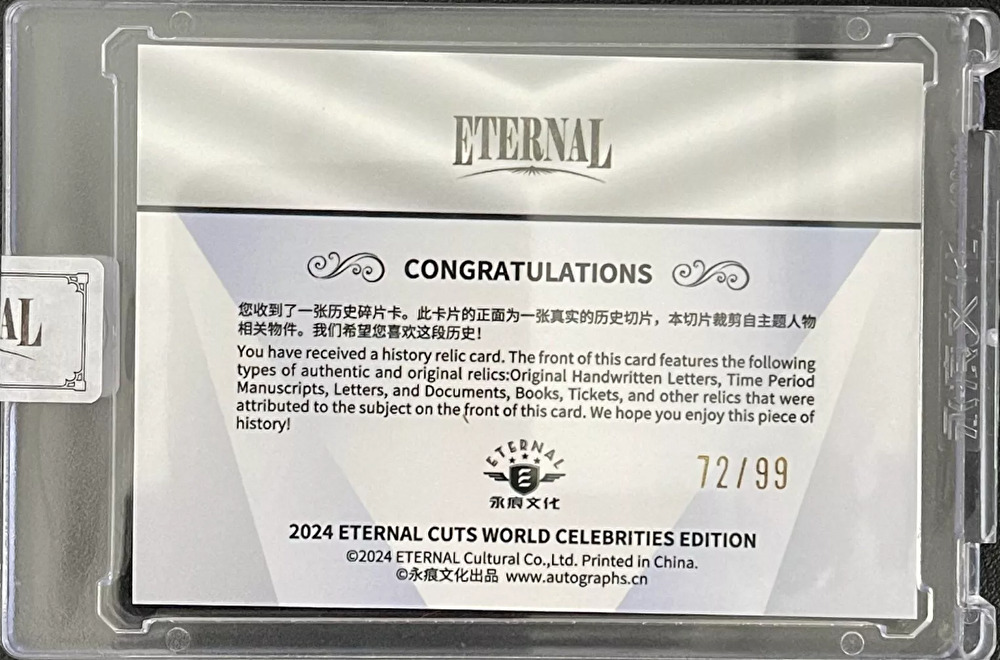 ETERNAL
CONGRATULATIONS
您收到了一张历史碎片卡。此卡片的正面为一张真实的历史切片，本切片裁剪自主题人物
相关物件。我们希望您喜欢这段历史！
You have received a history relic card. The front of this card features the following
types of authentic and original relics:Original Handwritten Letters, Time Period
Manuscripts, Letters, and Documents, Books, Tickets, and other relics that were
attributed to the subject on the front of this card. We hope you enjoy this piece of
history!
AL
ETERNAL
E
永痕文化
72/99
2024 ETERNAL CUTS WORLD CELEBRITIES EDITION
©2024 ETERNAL Cultural Co.,Ltd. Printed in China.
©永痕文化出品 www.autographs.cn